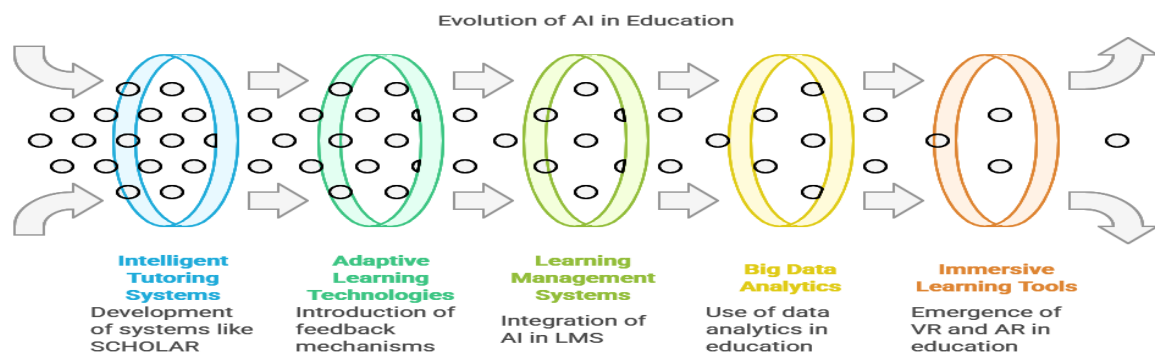 Evolution of AI in Education
Intelligent
Tutoring
Systems
Development
of systems like
SCHOLAR
Adaptive
Learning
Technologies
Introduction of
feedback
mechanisms
Learning
Management
Systems
Integration of
AI in LMS
Big Data
Analytics
Use of data
analytics in
education
Immersive
Learning Tools
Emergence of
VR and AR in
education